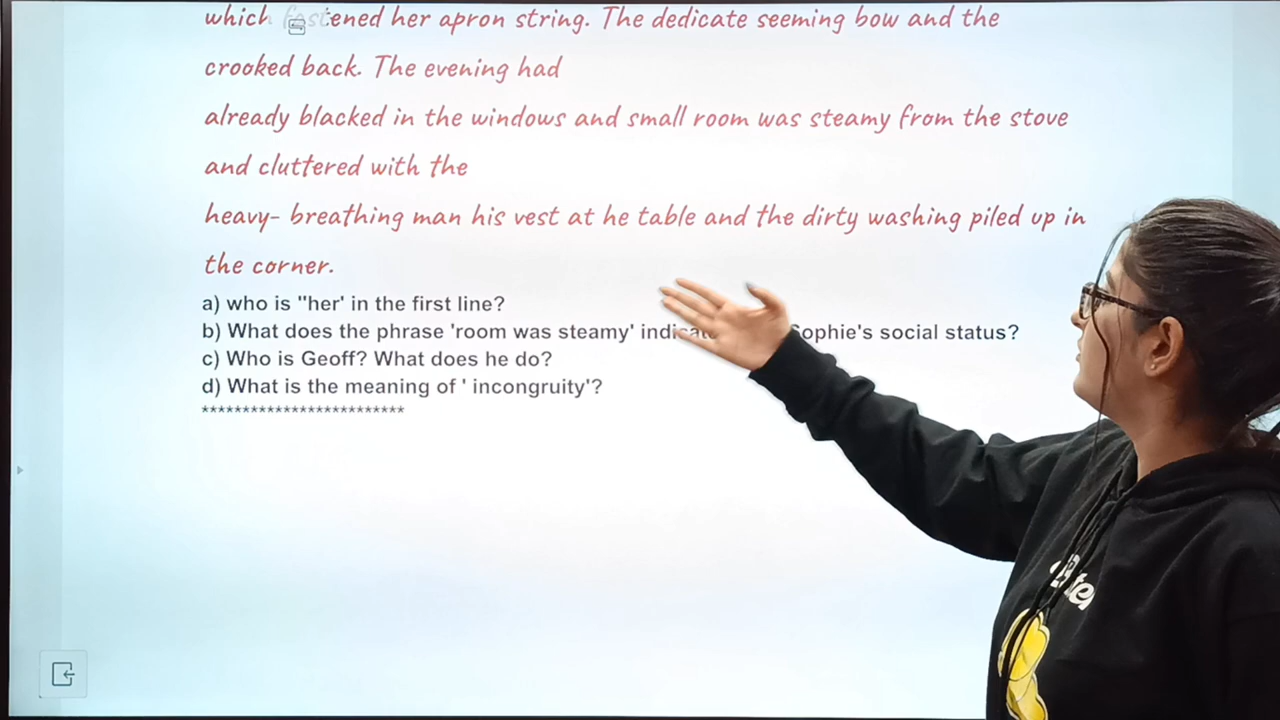 which fastened her apron string. The dedicate seeming bow and the
crooked back. The evening had
already blacked in the windows and small room was steamy from the stove
and cluttered with the
heavy- breathing man his vest at he table and the dirty washing piled up in
the corner.
a) who is "her' in the first line?
b) What does the phrase 'room was steamy' Sophie's social status?
c) Who is Geoff? What does he do?
d) What is the meaning of ' incongruity'?
*************************